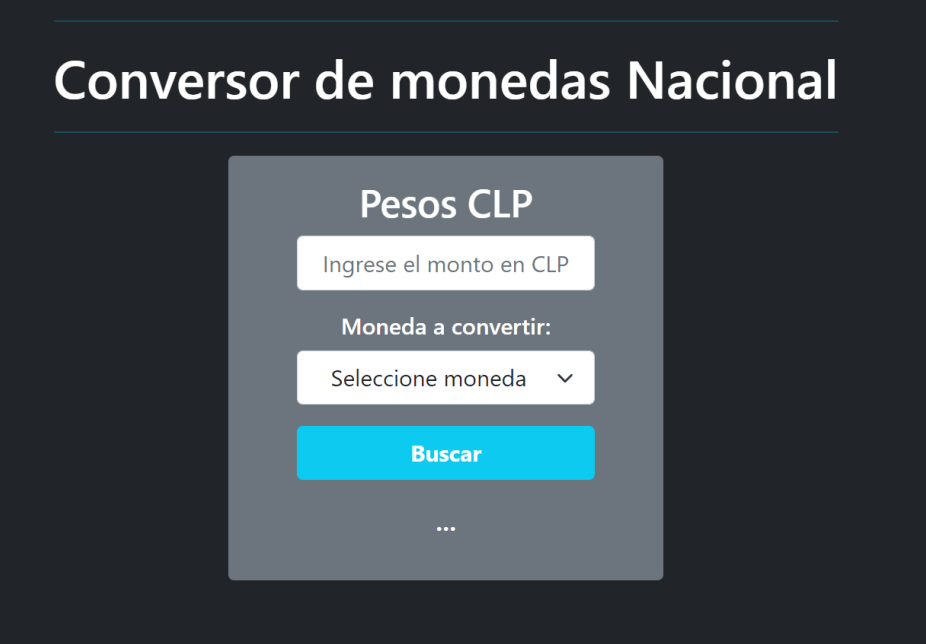 Conversor de monedas Nacional
Pesos CLP
Ingrese el monto en CLP
Moneda a convertir:
Seleccione moneda
Buscar
...